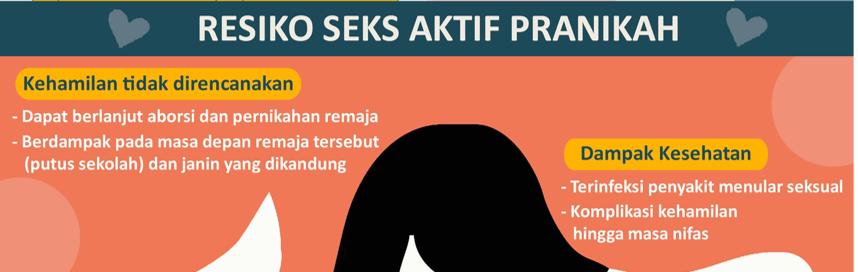 RESIKO SEKS AKTIF PRANIKAH
Kehamilan tidak direncanakan
- Dapat berlanjut aborsi dan pernikahan remaja
- Berdampak pada masa depan remaja tersebut
(putus sekolah) dan janin yang dikandung
Dampak Kesehatan
- Terinfeksi penyakit menular seksual
- Komplikasi kehamilan
hingga masa nifas